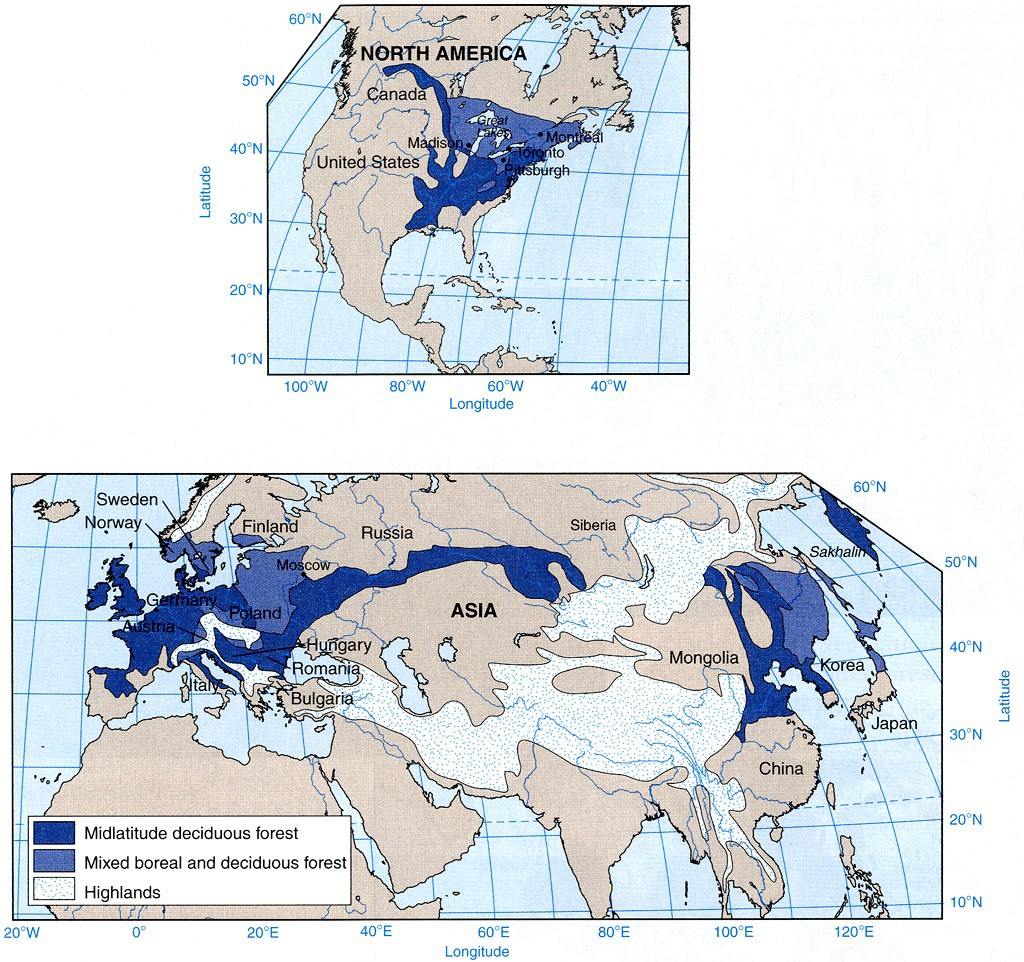 60°N
NORTH AMERICA
50°N
Canada
Great
Lakes
Madison
Montreal
40°N
Toronto
United States
Pittsburgh
Latitude
30°N
20°N
10°N
100°W
80°W
60°W
40°W
Longitude
Sweden
60°N
Norway
Finland
Russia
Siberia
Sakhalin
Moscow
50°N
Germany
Poland
ASIA
Austria
Hungary
40°N
Mongolia
Korea
Romania
Italy
Bulgaria
Latitude
Japan
30°N
China
20°N
Midlatitude deciduous forest
Mixed boreal and deciduous forest
Highlands
10°N
20°W
0°
20°E
40°E
60°E
80°E
100°E
120°E
Longitude